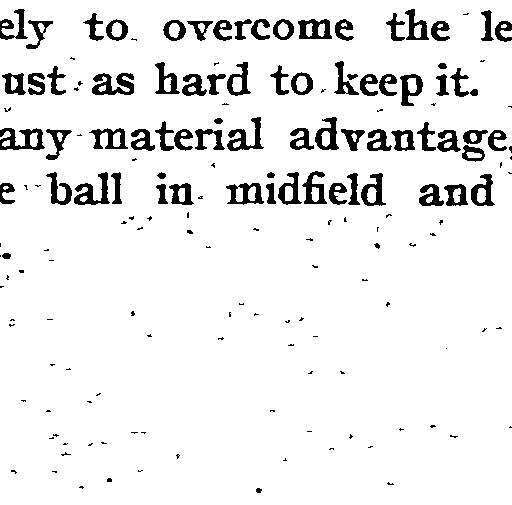 ely to overcome the le
ust as hard to keep it.
any material advantage,
e ball in midfield and